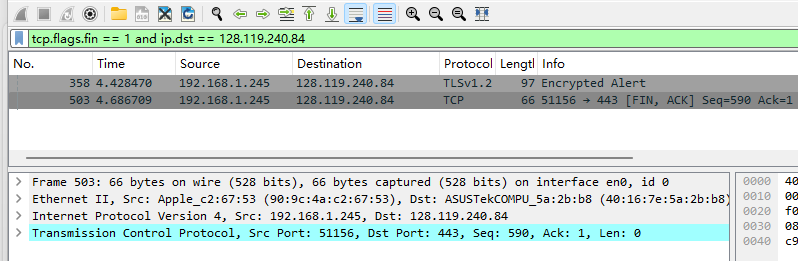 tcp.flags.fin == 1 and ip.dst == 128.119.240.84
No. Time Source Destination Protocol Lengtl Info
358 4.428470 192.168.1.245 128.119.240.84 TLSv1.2 97 Encrypted Alert
503 4.686709 192.168.1.245 128.119.240.84 TCP 66 51156 → 443 [FIN, ACK] Seq=590 Ack=1
Frame 503: 66 bytes on wire (528 bits), 66 bytes captured (528 bits) on interface en0, id 0
Ethernet II, Src: Apple_c2:67:53 (90:9c:4a:c2:67:53), Dst: ASUSTekCOMPU_5a:2b:b8 (40:16:7e:5a:2b:b8)
Internet Protocol Version 4, Src: 192.168.1.245, Dst: 128.119.240.84
Transmission Control Protocol, Src Port: 51156, Dst Port: 443, Seq: 590, Ack: 1, Len: 0
0000 40
0010 00
0020 f0
0030 08
0040 c9